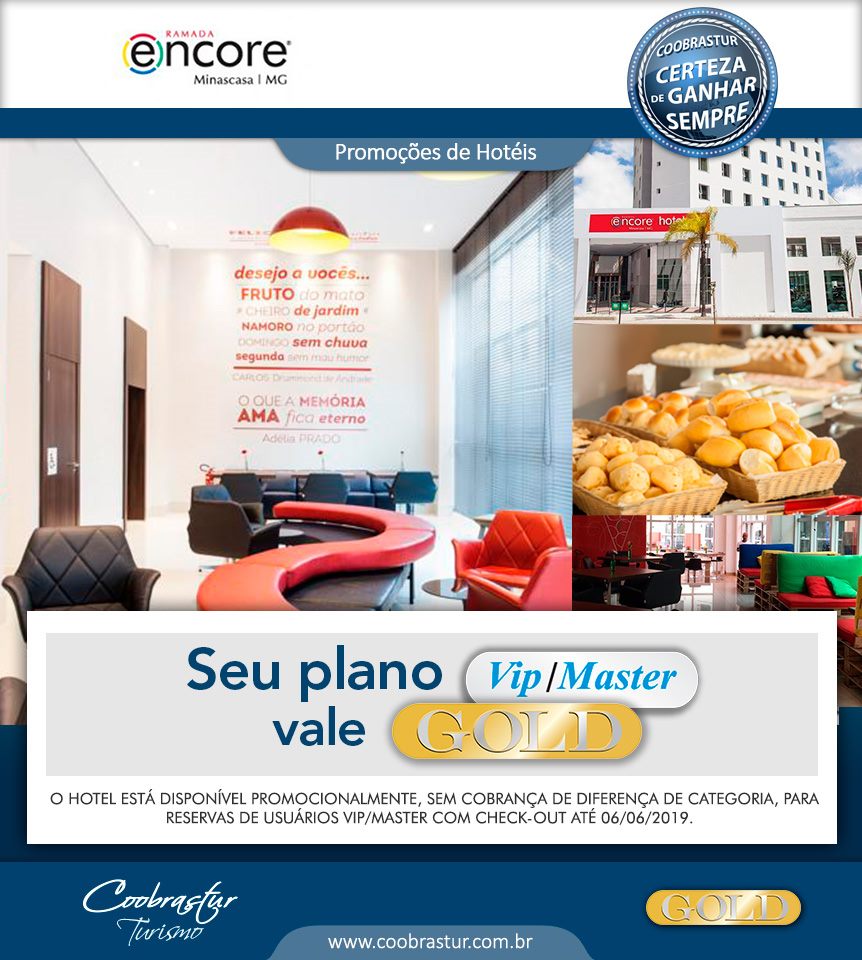 RAMADA
encore
Minascasa | MG
COOBRASTUR
CERTEZA
DE GANHAR
SEMPRE
Promoções de Hotéis
encore hotel
Minascasa | MG
desejo a vocês...
FRUTO do mato
CHEIRO de jardim
NAMORO no portão
DOMINGO sem chuva
segunda sem mau humor
CARLOS Drummond de Andrade
O QUE A MEMÓRIA
AMA fica eterno
Adélia PRADO
Seu plano Vip/Master
vale GOLD
O HOTEL ESTÁ DISPONÍVEL PROMOCIONALMENTE, SEM COBRANÇA DE DIFERENÇA DE CATEGORIA, PARA
RESERVAS DE USUÁRIOS VIP/MASTER COM CHECK-OUT ATÉ 06/06/2019.
Coobrastur
Turismo
GOLD
www.coobrastur.com.br